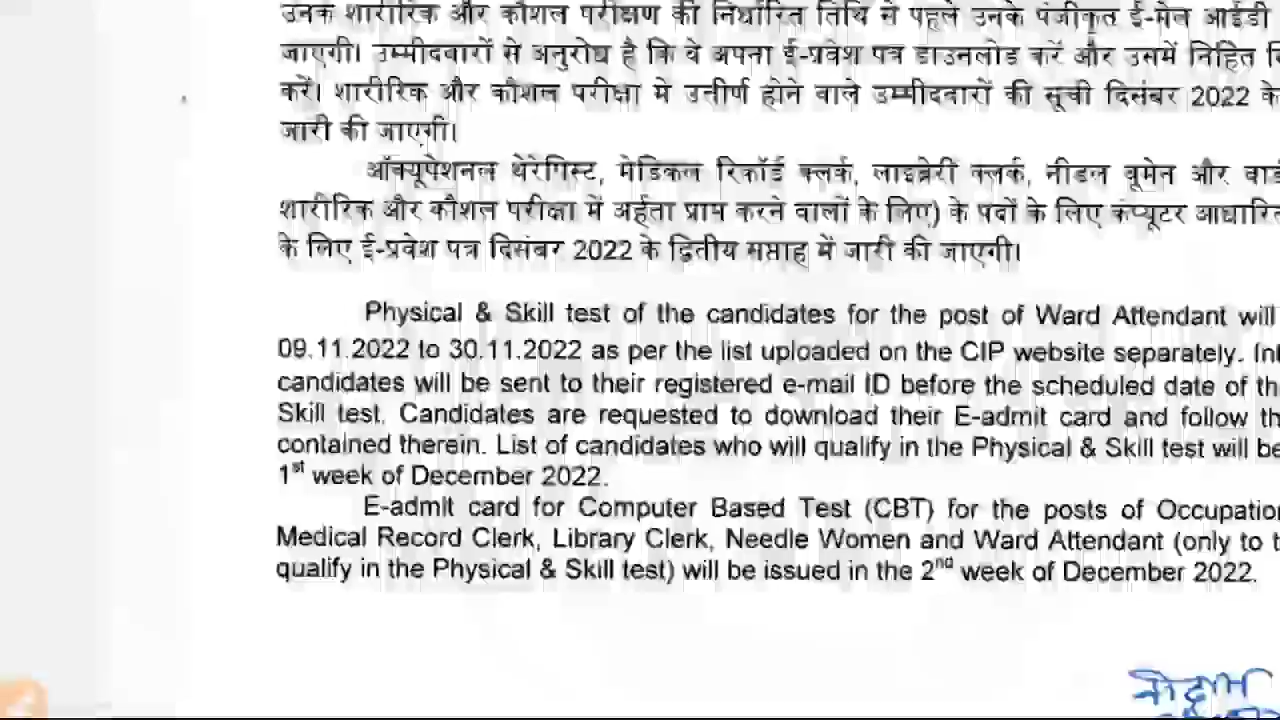 उनके शारीरिक और कौशल परीक्षण की निर्धारित तिथि से पहले उनके पंजीकृत ई-मेल आईडी
जाएगी। उम्मीदवारों से अनुरोध है कि वे अपना ई-प्रवेश पत्र डाउनलोड करें और उसमें निहित
करें। शारीरिक और कौशल परीक्षा मे उत्तीर्ण होने वाले उम्मीदवारों की सूची दिसंबर 2022 के
जारी की जाएगी।
ऑक्यूपेशनल थेरेपिस्ट, मेडिकल रिकॉर्ड क्लर्क, लाइब्रेरी क्लर्क, नीडल वूमेन और
शारीरिक और कौशल परीक्षा में अर्हता प्राप्त करने वालों के लिए) के पदों के लिए कंप्यूटर
के लिए ई-प्रवेश पत्र दिसंबर 2022 के द्वितीय सप्ताह में जारी की जाएगी।
Physical & Skill test of the candidates for the post of Ward Attendant will
09.11.2022 to 30.11.2022 as per the list uploaded on the CIP website separately.
candidates will be sent to their registered e-mail ID before the scheduled date of
Skill test. Candidates are requested to download their E-admit card and follow
contained therein. List of candidates who will qualify in the Physical & Skill test will be
1st week of December 2022.
E-admit card for Computer Based Test (CBT) for the posts of
Medical Record Clerk, Library Clerk, Needle Women and Ward Attendant (only to
qualify in the Physical & Skill test) will be issued in the 2nd week of December 2022.